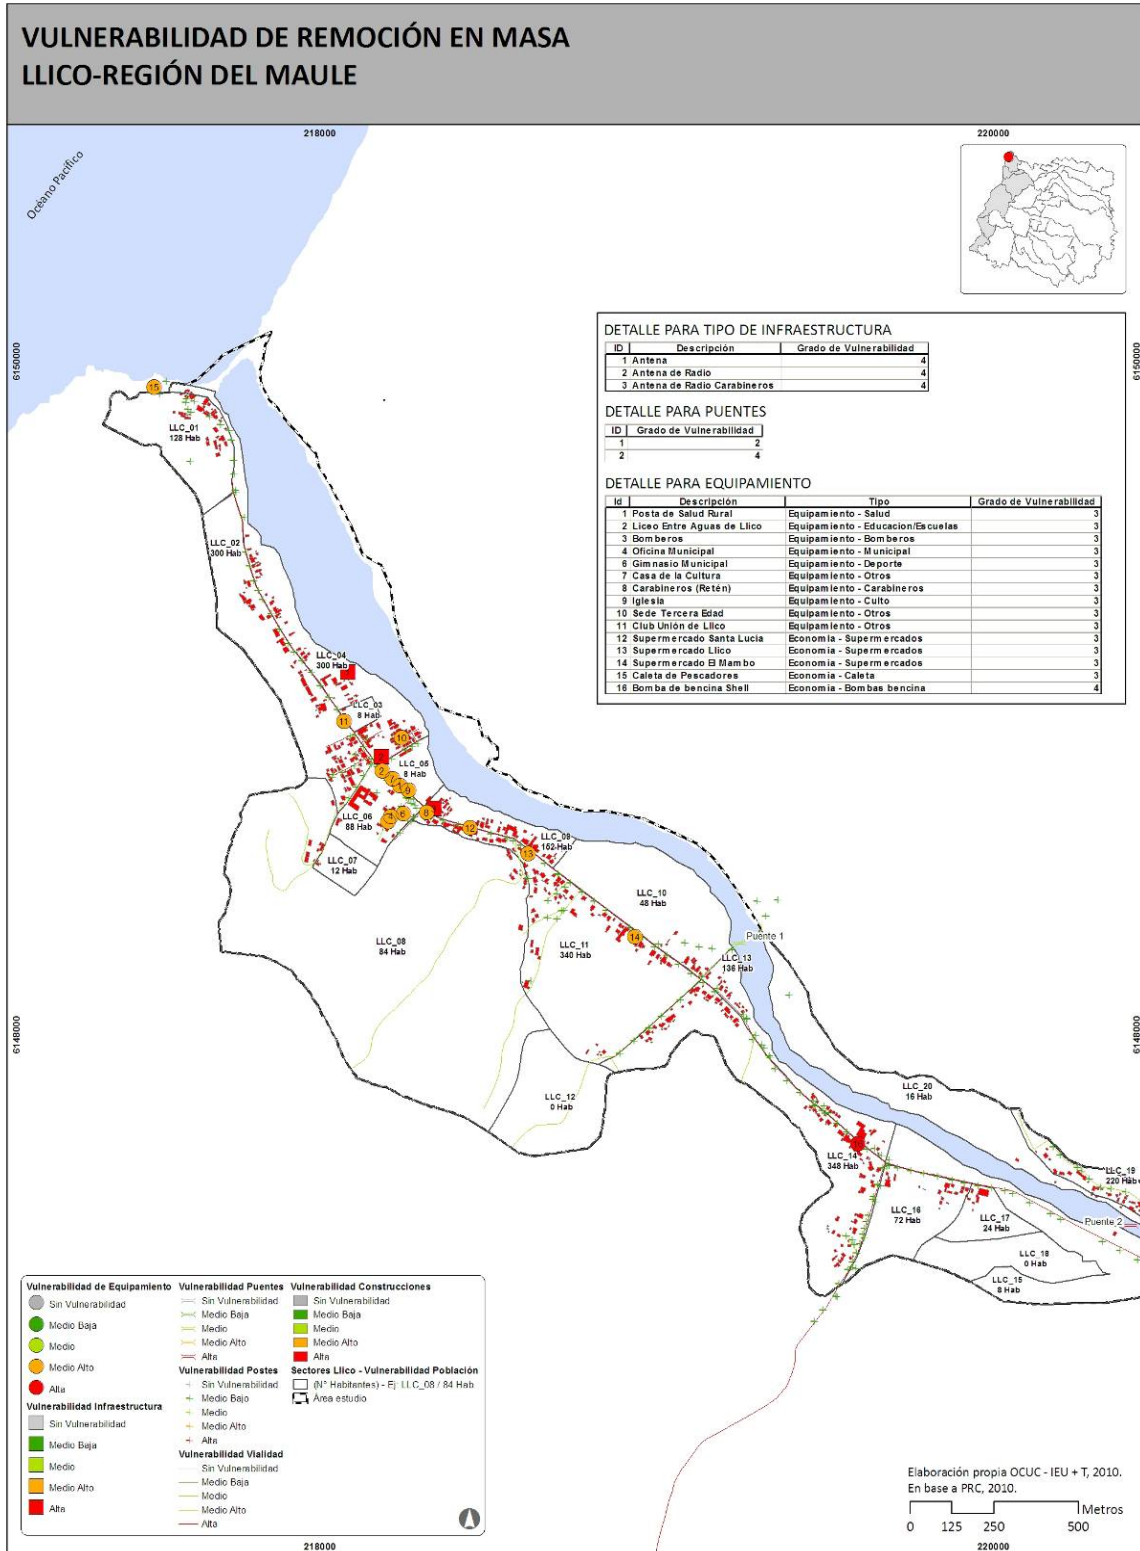 VULNERABILIDAD DE REMOCIÓN EN MASA
LLICO-REGIÓN DEL MAULE
218000
220000
Océano Pacífico
6150000
6150000
DETALLE PARA TIPO DE INFRAESTRUCTURA
ID Descripción Grado de Vulnerabilidad
1 Antena 4
2 Antena de Radio 4
3 Antena de Radio Carabineros 4
DETALLE PARA PUENTES
ID Grado de Vulnerabilidad
1 2
2 4
DETALLE PARA EQUIPAMIENTO
Id Descripción Tipo Grado de Vulnerabilidad
1 Posta de Salud Rural Equipamiento - Salud 3
2 Liceo Entre Aguas de Llico Equipamiento - Educacion/Escuelas 3
3 Bomberos Equipamiento - Bomberos 3
4 Oficina Municipal Equipamiento - Municipal 3
6 Gimnasio Municipal Equipamiento - Deporte 3
7 Casa de la Cultura Equipamiento - Otros 3
8 Carabineros (Retén) Equipamiento - Carabineros 3
9 Iglesia Equipamiento - Culto 3
10 Sede Tercera Edad Equipamiento - Otros 3
11 Club Unión de Llico Equipamiento - Otros 3
12 Supermercado Santa Lucia Economia - Supermercados 3
13 Supermercado Llico Economia - Supermercados 3
14 Supermercado El Mambo Economia - Supermercados 3
15 Caleta de Pescadores Economia - Caleta 3
16 Bomba de bencina Shell Economia - Bombas bencina 4
15
LLC_01
128 Hab
LLC_02
300 Hab
LLC_04
300 Hab
LLC_03
8 Hab
11
10
LLC_05
8 Hab
2
9
LLC_06
88 Hab
4
6
8
12
LLC_07
12 Hab
LLC_09
152 Hab
13
LLC_10
48 Hab
LLC_08
84 Hab
LLC_11
340 Hab
14
Puente 1
LLC_13
136 Hab
6148000
6148000
LLC_12
0 Hab
LLC_20
16 Hab
LLC_14
348 Hab
LLC_19
220 Hab
LLC_16
72 Hab
LLC_17
24 Hab
Puente 2
LLC_18
0 Hab
LLC_15
8 Hab
Vulnerabilidad de Equipamiento
Sin Vulnerabilidad
Medio Baja
Medio
Medio Alto
Alta
Vulnerabilidad Infraestructura
Sin Vulnerabilidad
Medio Baja
Medio
Medio Alto
Alta
Vulnerabilidad Puentes
Sin Vulnerabilidad
Medio Baja
Medio
Medio Alto
Alta
Vulnerabilidad Postes
Sin Vulnerabilidad
Medio Bajo
Medio
Medio Alto
Alta
Vulnerabilidad Vialidad
Sin Vulnerabilidad
Medio Baja
Medio
Medio Alto
Alta
Vulnerabilidad Construcciones
Sin Vulnerabilidad
Medio Baja
Medio
Medio Alto
Alta
Sectores Llico - Vulnerabilidad Población
(N° Habitantes) - Ej: LLC_08 / 84 Hab
Área estudio
Elaboración propia OCUC - IEU + T, 2010.
En base a PRC, 2010.
Metros
0 125 250 500
218000
220000